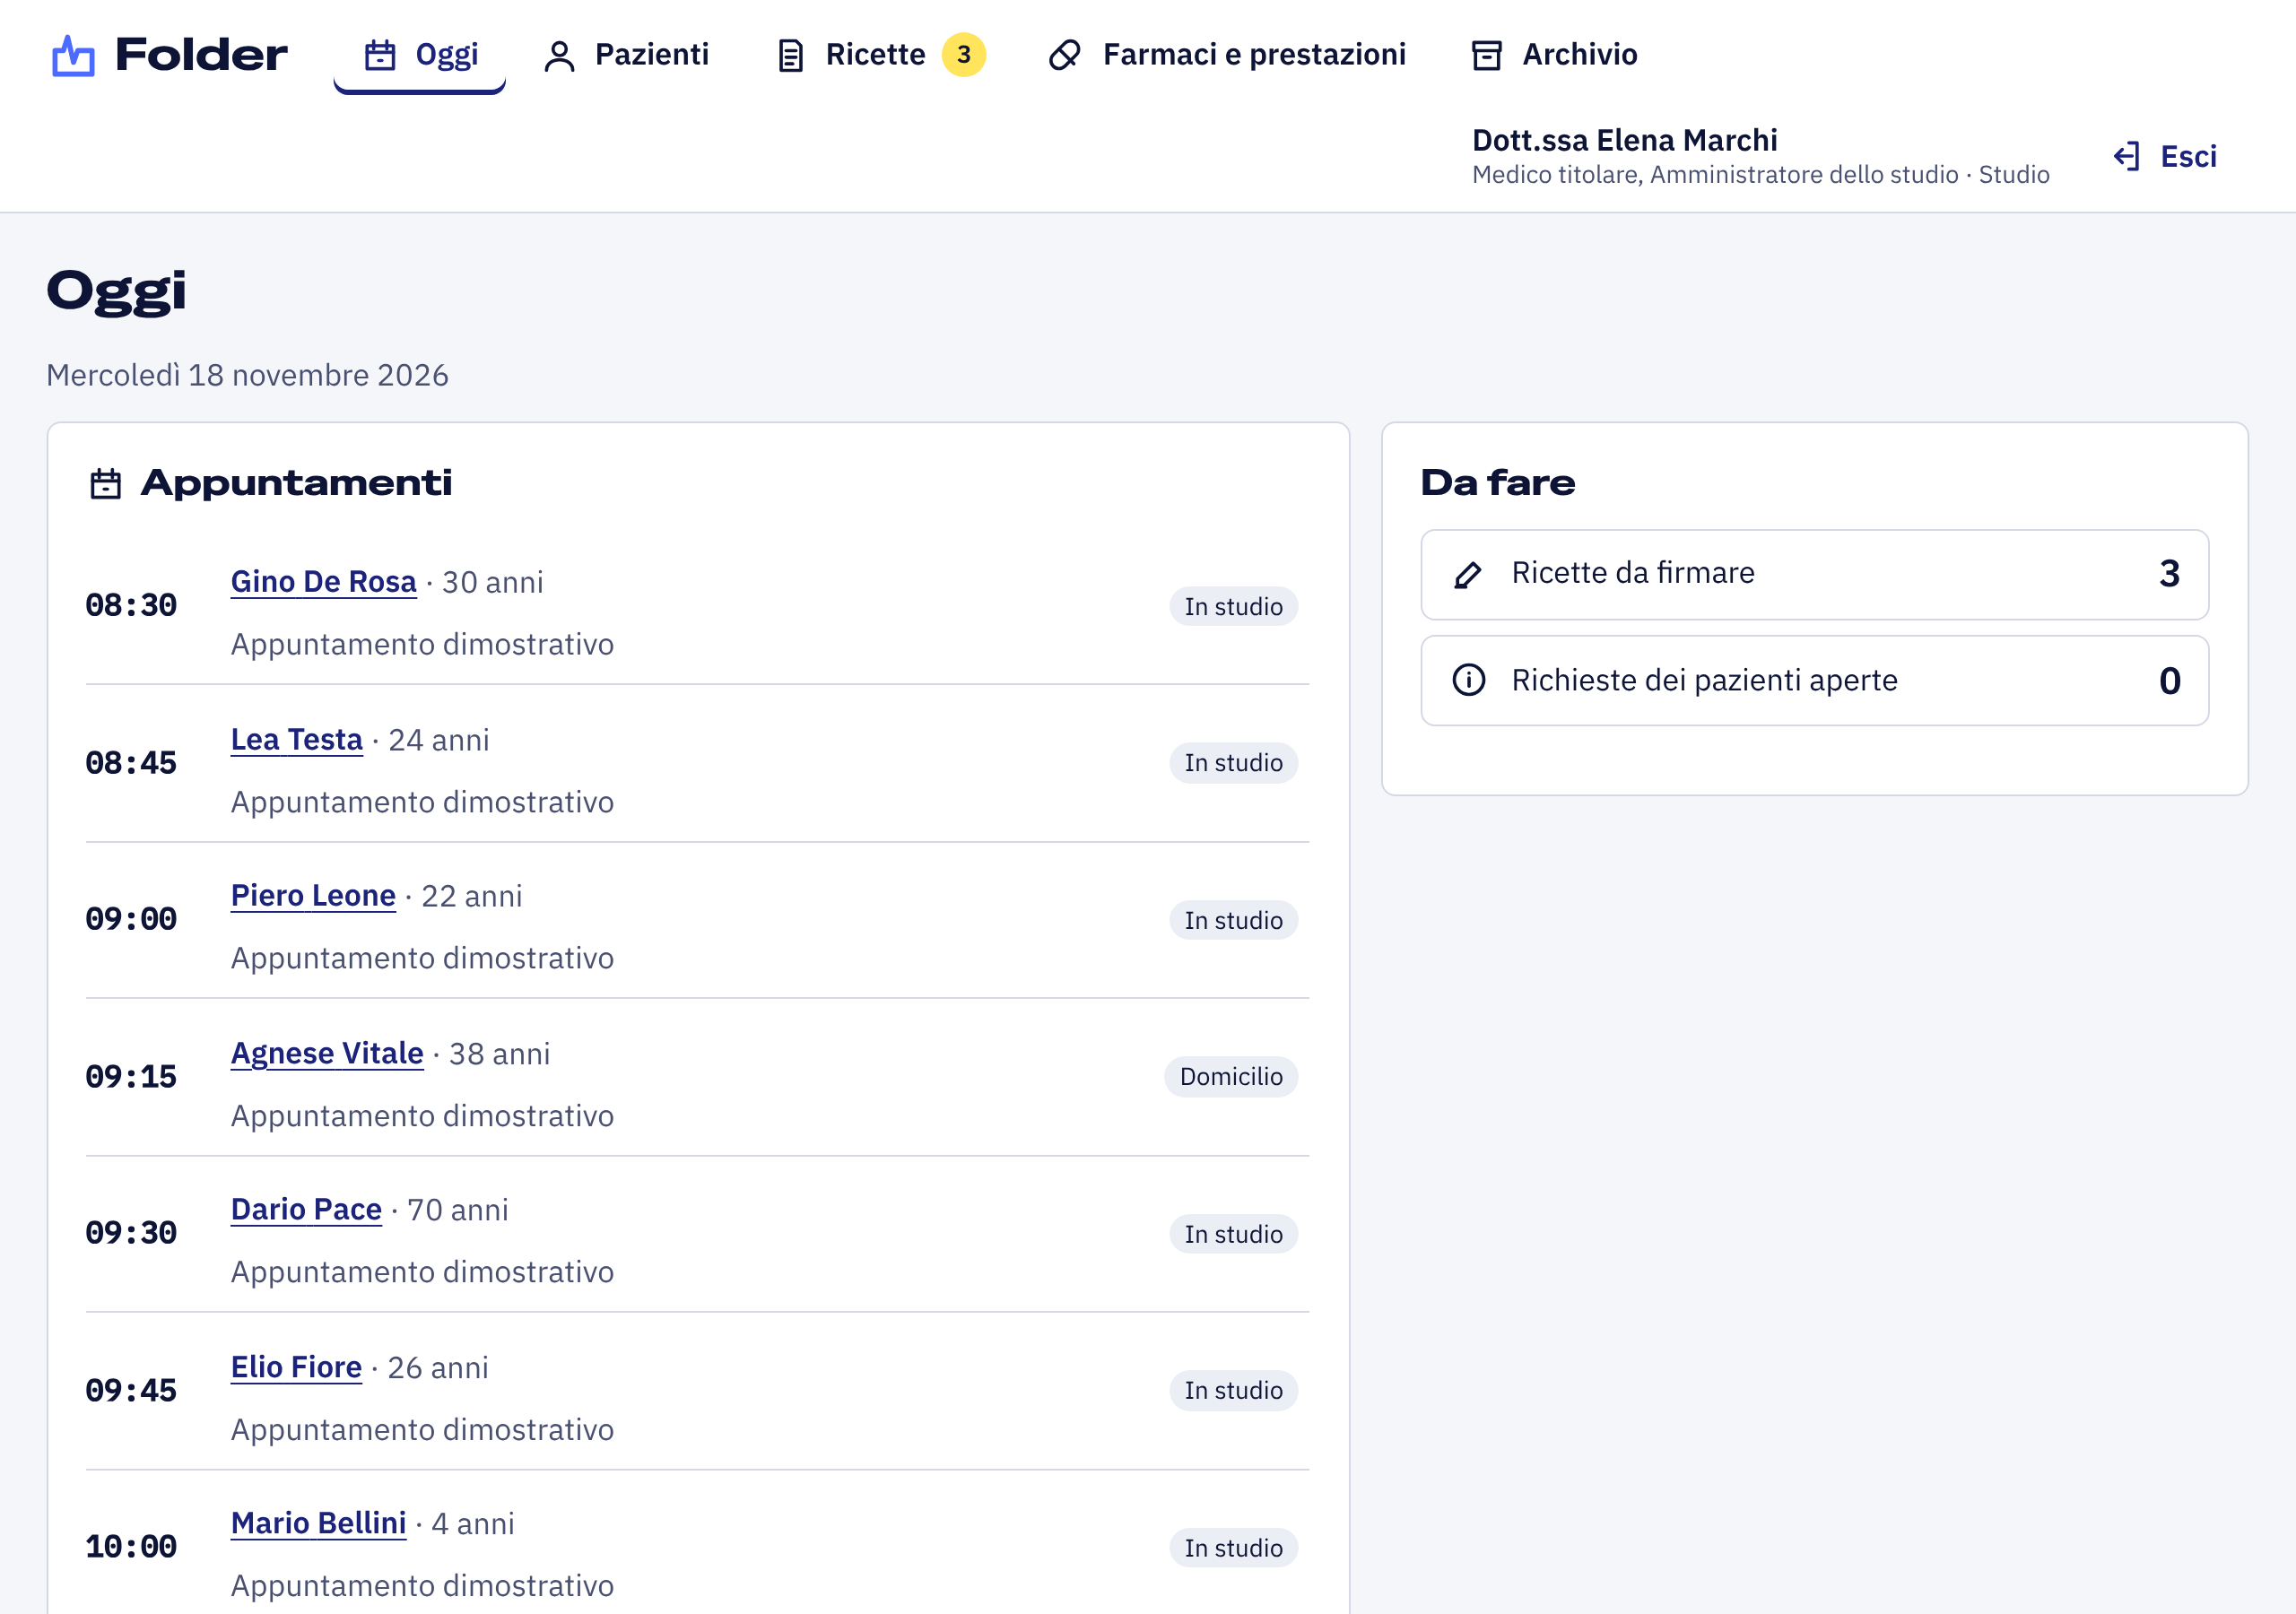 Folder
Oggi
Pazienti
Ricette 3
Farmaci e prestazioni
Archivio
Dott.ssa Elena Marchi
Medico titolare, Amministratore dello studio · Studio
Esci
Oggi
Mercoledì 18 novembre 2026
Appuntamenti
08:30
Gino De Rosa · 30 anni
Appuntamento dimostrativo
In studio
08:45
Lea Testa · 24 anni
Appuntamento dimostrativo
In studio
09:00
Piero Leone · 22 anni
Appuntamento dimostrativo
In studio
09:15
Agnese Vitale · 38 anni
Appuntamento dimostrativo
Domicilio
09:30
Dario Pace · 70 anni
Appuntamento dimostrativo
In studio
09:45
Elio Fiore · 26 anni
Appuntamento dimostrativo
In studio
10:00
Mario Bellini · 4 anni
Appuntamento dimostrativo
In studio
Da fare
Ricette da firmare 3
Richieste dei pazienti aperte 0